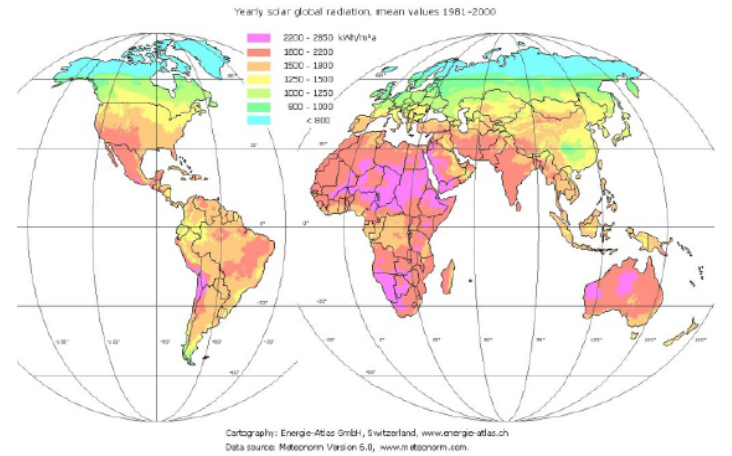 Yearly solar global radiation, mean values 1981-2000
2200 - 2850 kWh/m²a
1800 - 2200
1500 - 1800
1250 - 1500
1000 - 1250
800 - 1000
< 800
0°
0°
Cartography: Energie-Atlas GmbH, Switzerland, www.energie-atlas.ch
Data source: Meteonorm Version 6.0, www.meteonorm.com.